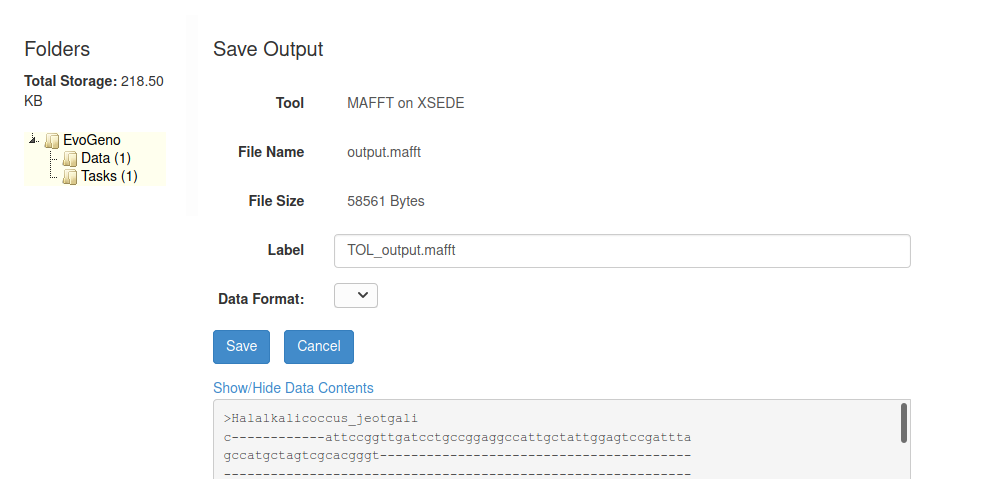 Folders
Total Storage: 218.50
KB
EvoGeno
Data (1)
Tasks (1)
Save Output
Tool MAFFT on XSEDE
File Name output.mafft
File Size 58561 Bytes
Label TOL_output.mafft
Data Format:
Save Cancel
Show/Hide Data Contents
>Halalkalicoccus_jeotgali
c------------attccggttgatcctgccggaggccattgctattggagtccgattta
gccatgctagtcgcacgggt----------------------------------------
------------------------------------------------------------